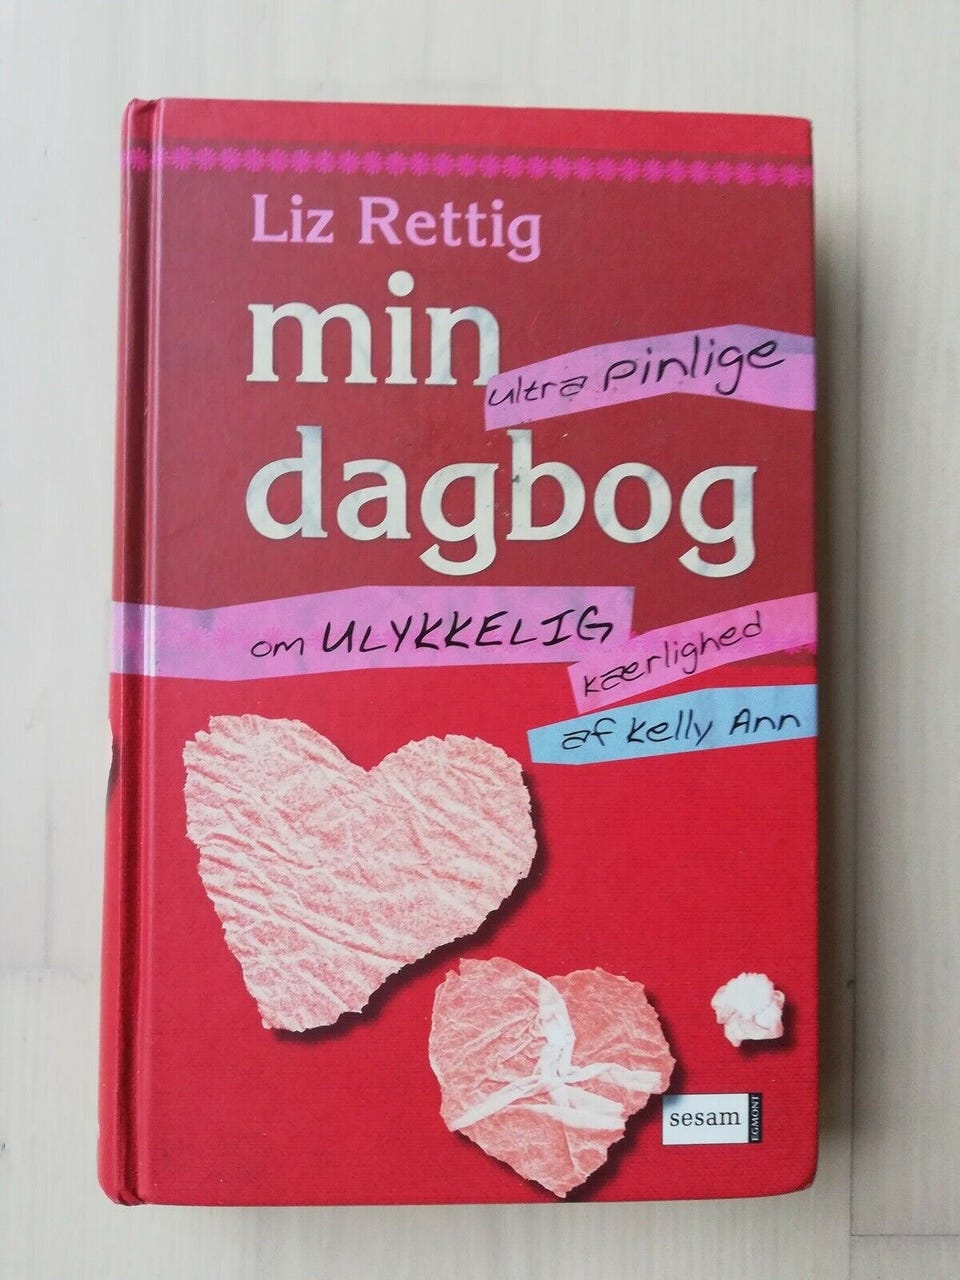 Liz Rettig
min
ultra pinlige
dagbog
om ULYKKELIG
kærlighed
af Kelly Ann
sesam
EGMONT